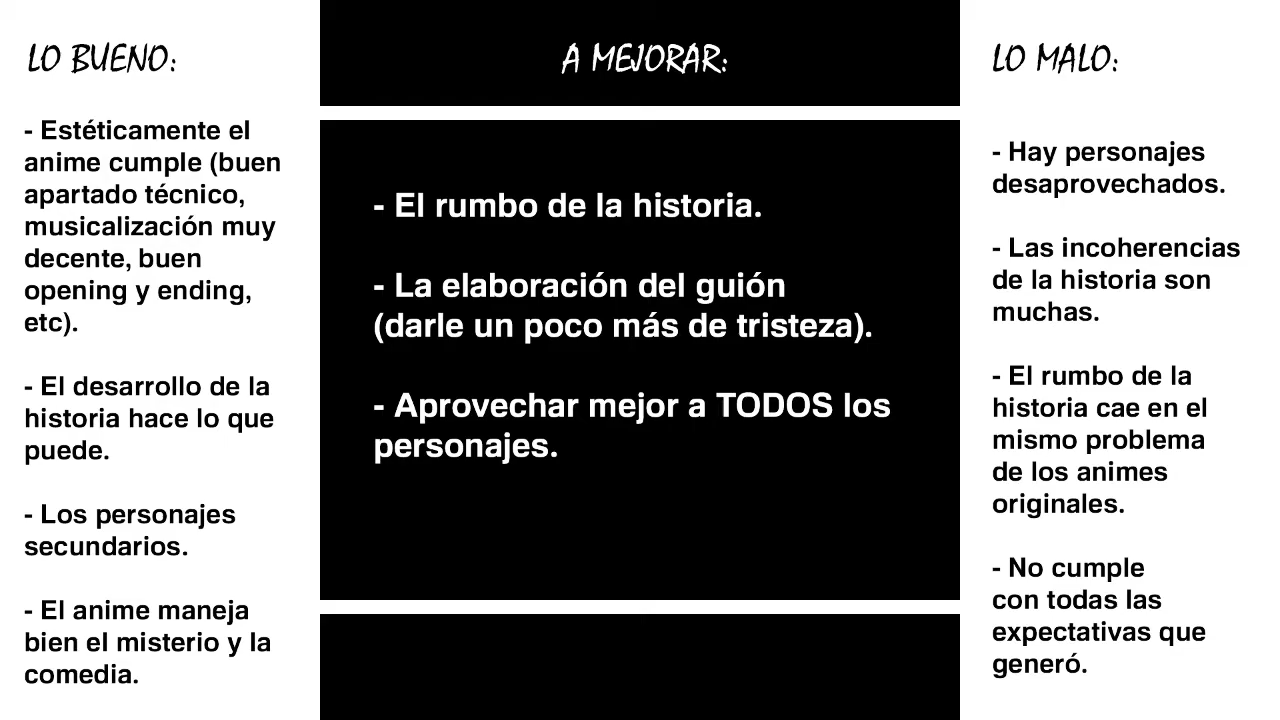 LO BUENO:
- Estéticamente el
anime cumple (buen
apartado técnico,
musicalización muy
decente, buen
opening y ending,
etc).
- El desarrollo de la
historia hace lo que
puede.
- Los personajes
secundarios.
- El anime maneja
bien el misterio y la
comedia.
A MEJORAR:
- El rumbo de la historia.
- La elaboración del guión
(darle un poco más de tristeza).
- Aprovechar mejor a TODOS los
personajes.
LO MALO:
- Hay personajes
desaprovechados.
- Las incoherencias
de la historia son
muchas.
- El rumbo de la
historia cae en el
mismo problema
de los animes
originales.
- No cumple
con todas las
expectativas que
generó.